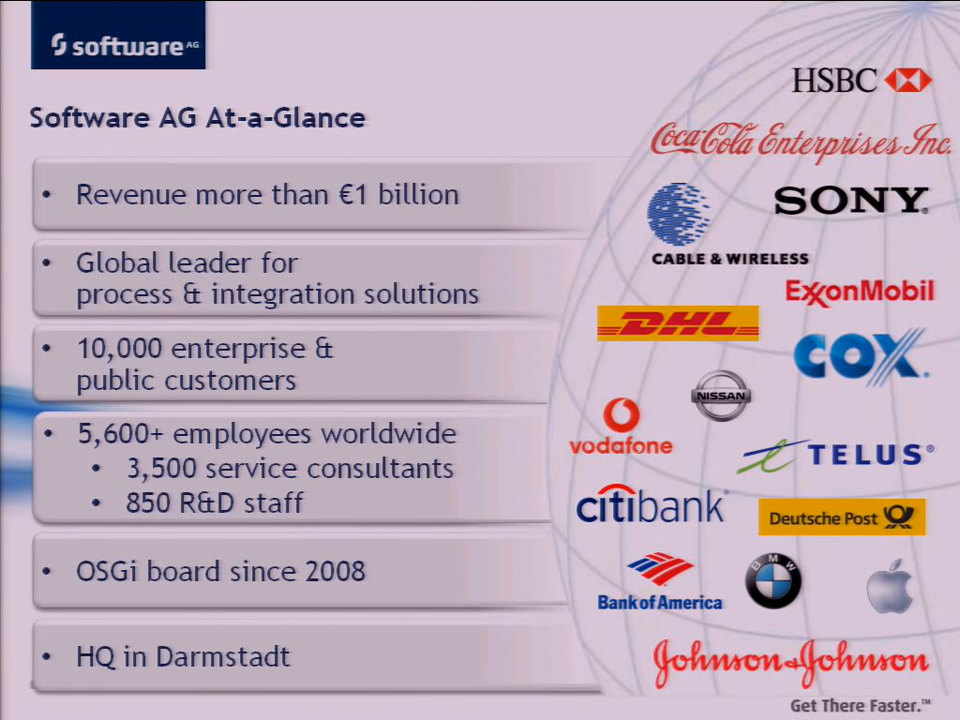 software AG
Software AG At-a-Glance
• Revenue more than €1 billion
• Global leader for
process & integration solutions
• 10,000 enterprise &
public customers
• 5,600+ employees worldwide
• 3,500 service consultants
• 850 R&D staff
• OSGi board since 2008
• HQ in Darmstadt
HSBC
Coca-Cola Enterprises Inc.
SONY®
CABLE & WIRELESS
ExxonMobil
DHL
COX
NISSAN
vodafone
TELUS®
citibank®
Deutsche Post
Bank of America
BMW
Johnson & Johnson
Get There Faster.™